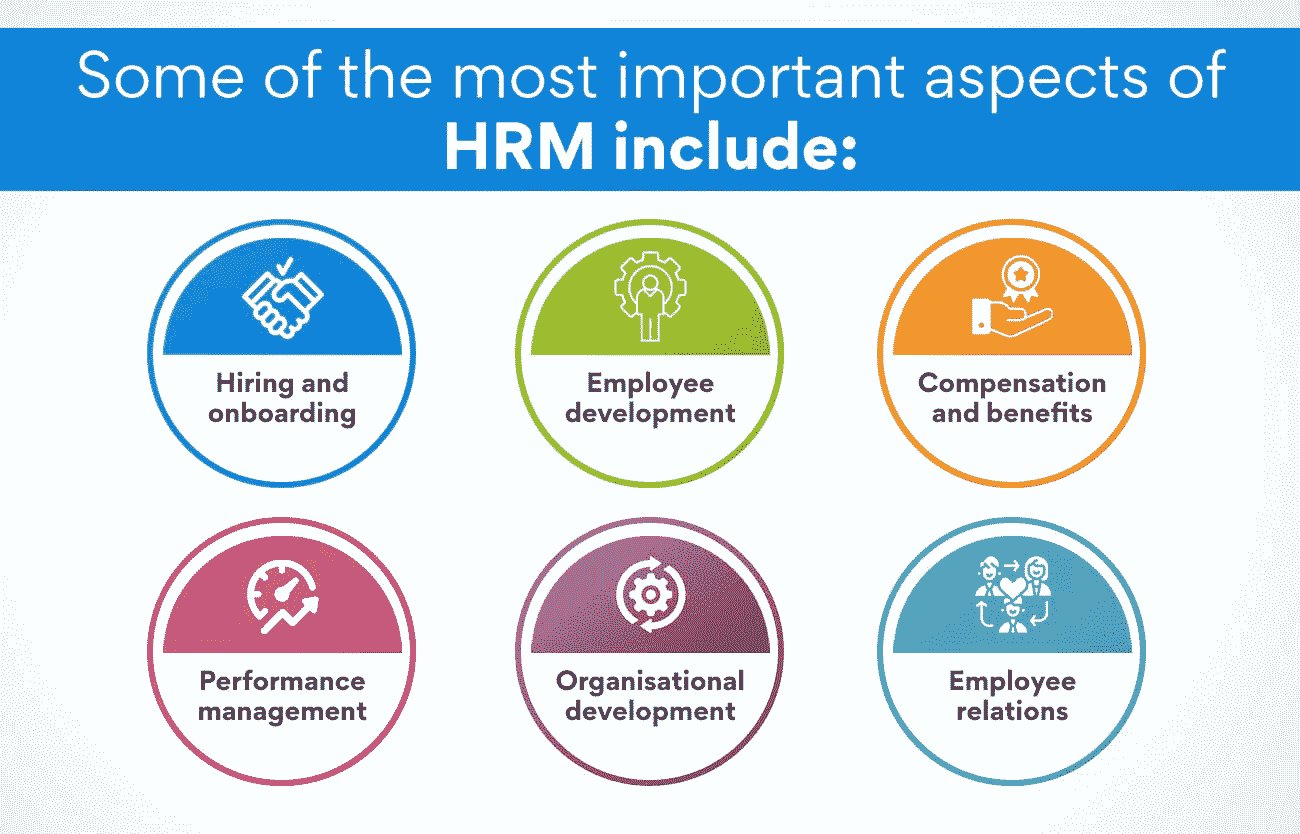 Some of the most important aspects of
HRM include:
Hiring and
onboarding
Employee
development
Compensation
and benefits
Performance
management
Organisational
development
Employee
relations